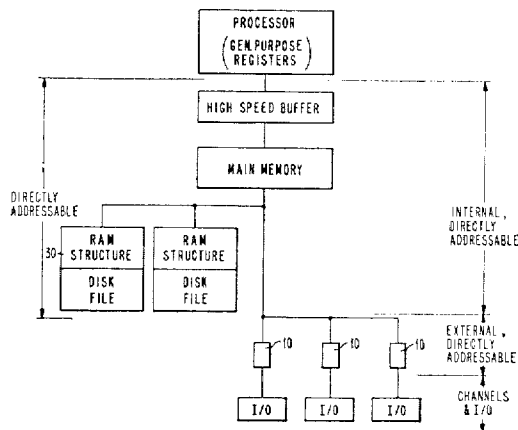 PROCESSOR
(GEN. PURPOSE
REGISTERS)
HIGH SPEED BUFFER
MAIN MEMORY
DIRECTLY
ADDRESSABLE
INTERNAL,
DIRECTLY
ADDRESSABLE
30
RAM
STRUCTURE
DISK
FILE
RAM
STRUCTURE
DISK
FILE
EXTERNAL,
DIRECTLY
ADDRESSABLE
10
10
10
CHANNELS
& I/O
I/O
I/O
I/O